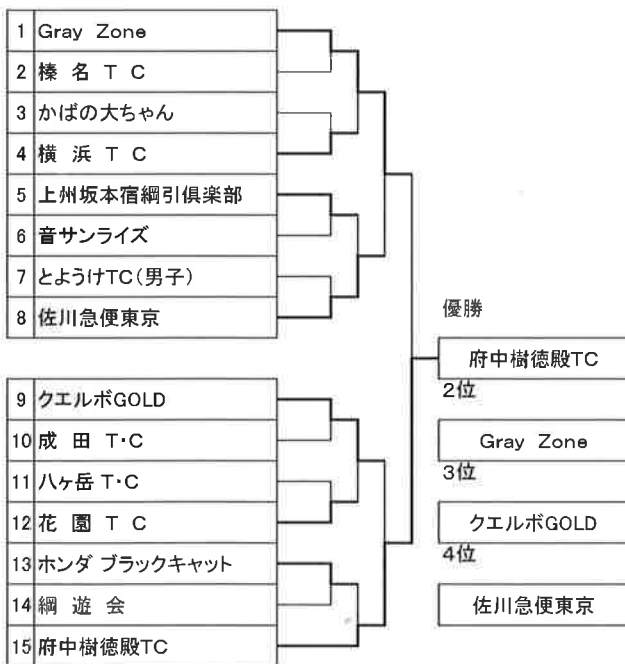 1 Gray Zone
2 榛 名 T C
3 かばの大ちゃん
4 横 浜 T C
5 上州坂本宿綱引倶楽部
6 音サンライズ
7 とようけTC(男子)
8 佐川急便東京
9 クエルボGOLD
10 成 田 T・C
11 八ヶ岳 T・C
12 花 園 T C
13 ホンダ ブラックキャット
14 綱 遊 会
15 府中樹徳殿TC
優勝
府中樹徳殿TC
2位
Gray Zone
3位
クエルボGOLD
4位
佐川急便東京